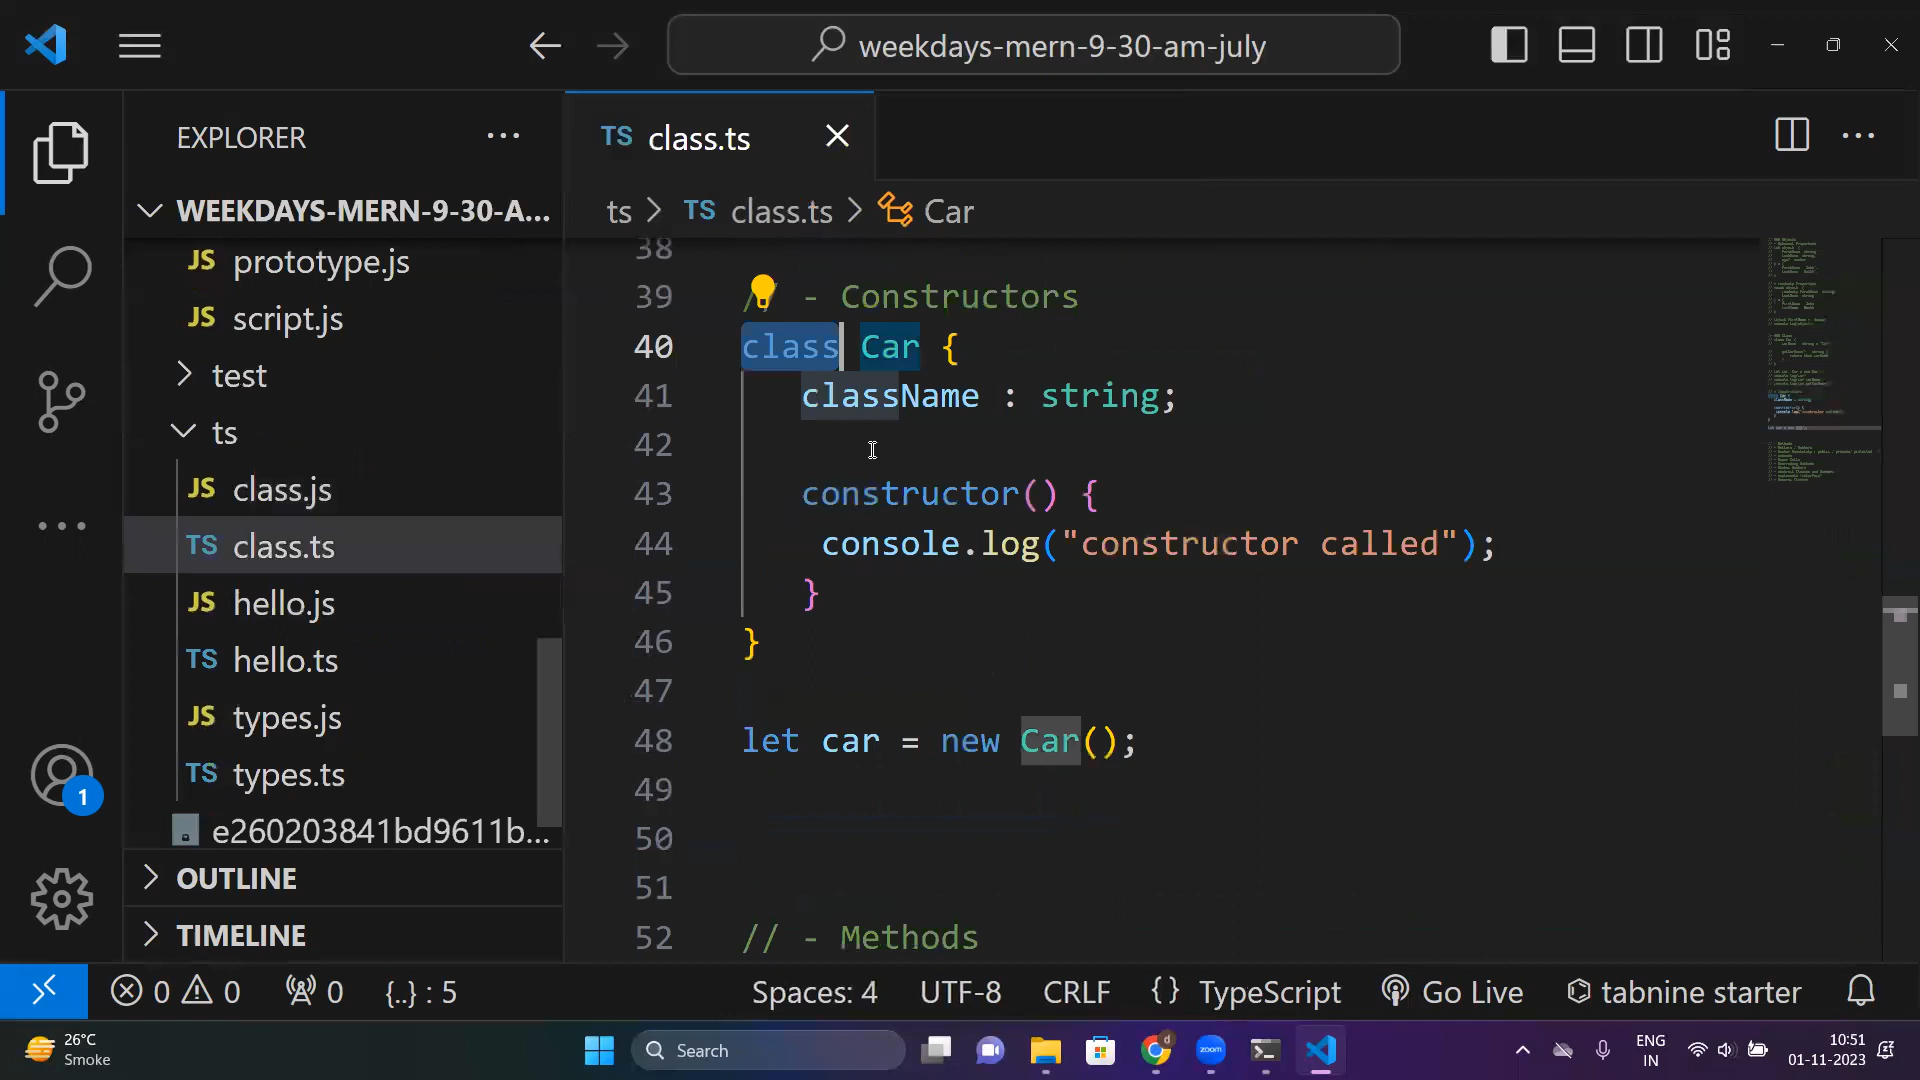 weekdays-mern-9-30-am-july
EXPLORER
TS class.ts
WEEKDAYS-MERN-9-30-A...
ts > TS class.ts > Car
JS prototype.js
JS script.js
test
ts
JS class.js
TS class.ts
JS hello.js
TS hello.ts
JS types.js
TS types.ts
e260203841bd9611b...
OUTLINE
TIMELINE
38
39 // - Constructors
40 class Car {
41 className : string;
42
43 constructor() {
44 console.log("constructor called");
45 }
46 }
47
48 let car = new Car();
49
50
51
52 // - Methods
1
0 0 0 {..} : 5 Spaces: 4 UTF-8 CRLF {} TypeScript Go Live tabnine starter
26°C
Smoke
Search
zoom
ENG
IN
10:51
01-11-2023